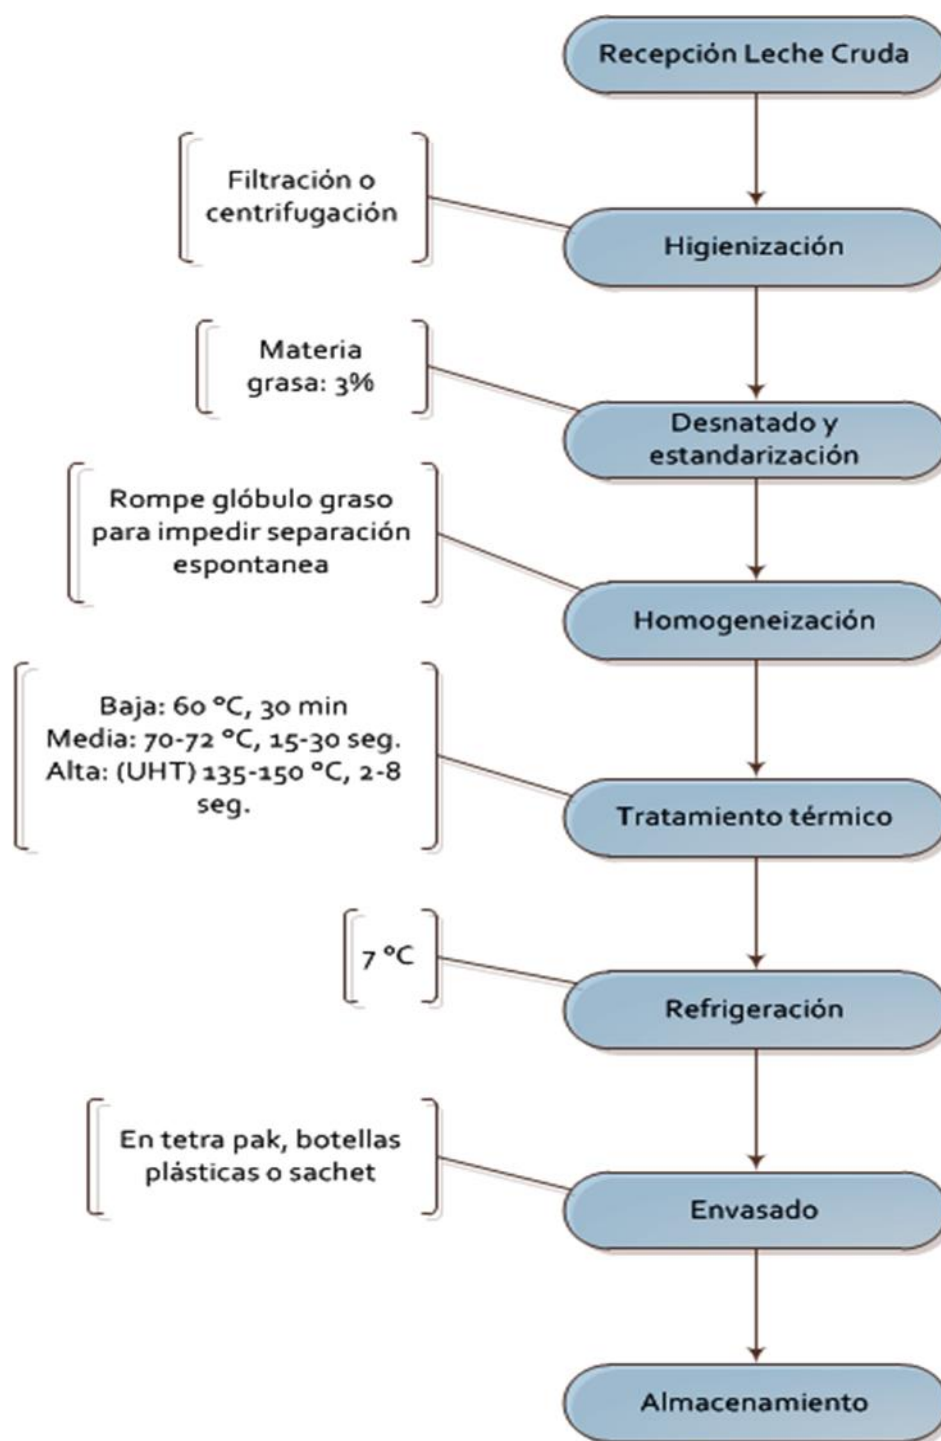 Recepción Leche Cruda
Filtración o
centrifugación
Higienización
Materia
grasa: 3%
Desnatado y
estandarización
Rompe glóbulo graso
para impedir separación
espontanea
Homogeneización
Baja: 60 °C, 30 min
Media: 70-72 °C, 15-30 seg.
Alta: (UHT) 135-150 °C, 2-8
seg.
Tratamiento térmico
7 °C
Refrigeración
En tetra pak, botellas
plásticas o sachet
Envasado
Almacenamiento